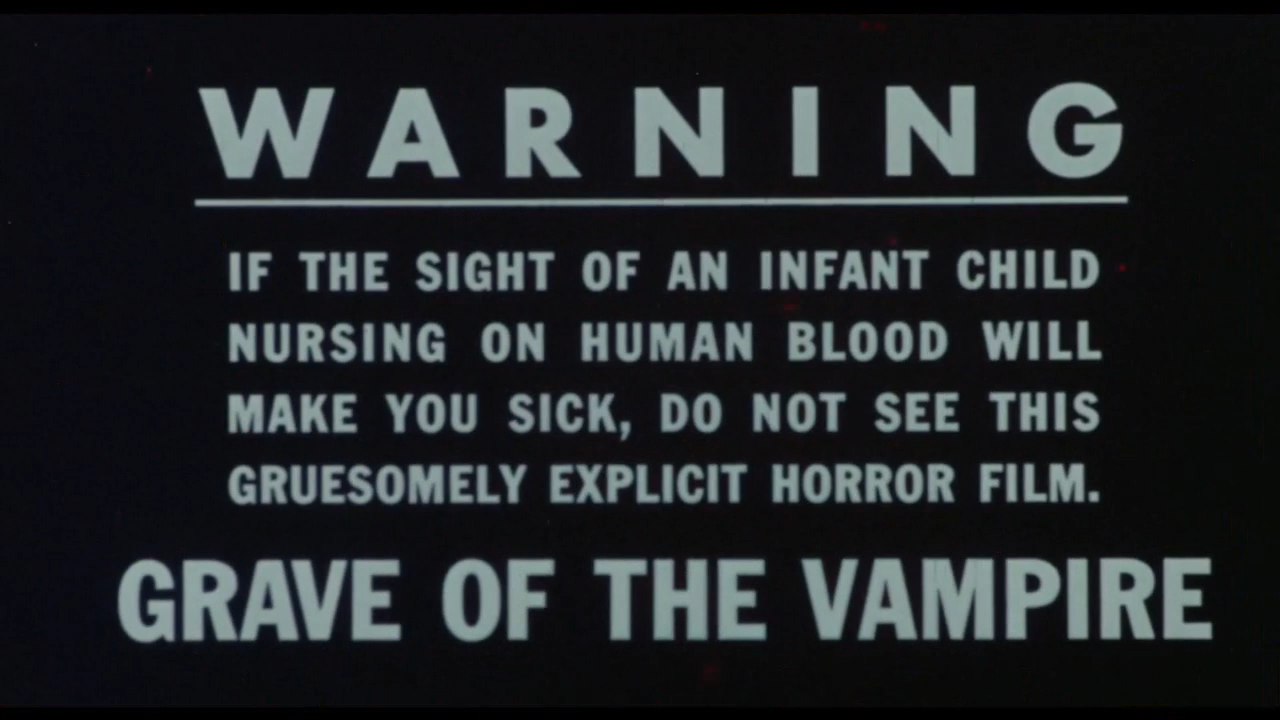 WARNING
IF THE SIGHT OF AN INFANT CHILD
NURSING ON HUMAN BLOOD WILL
MAKE YOU SICK, DO NOT SEE THIS
GRUESOMELY EXPLICIT HORROR FILM.
GRAVE OF THE VAMPIRE